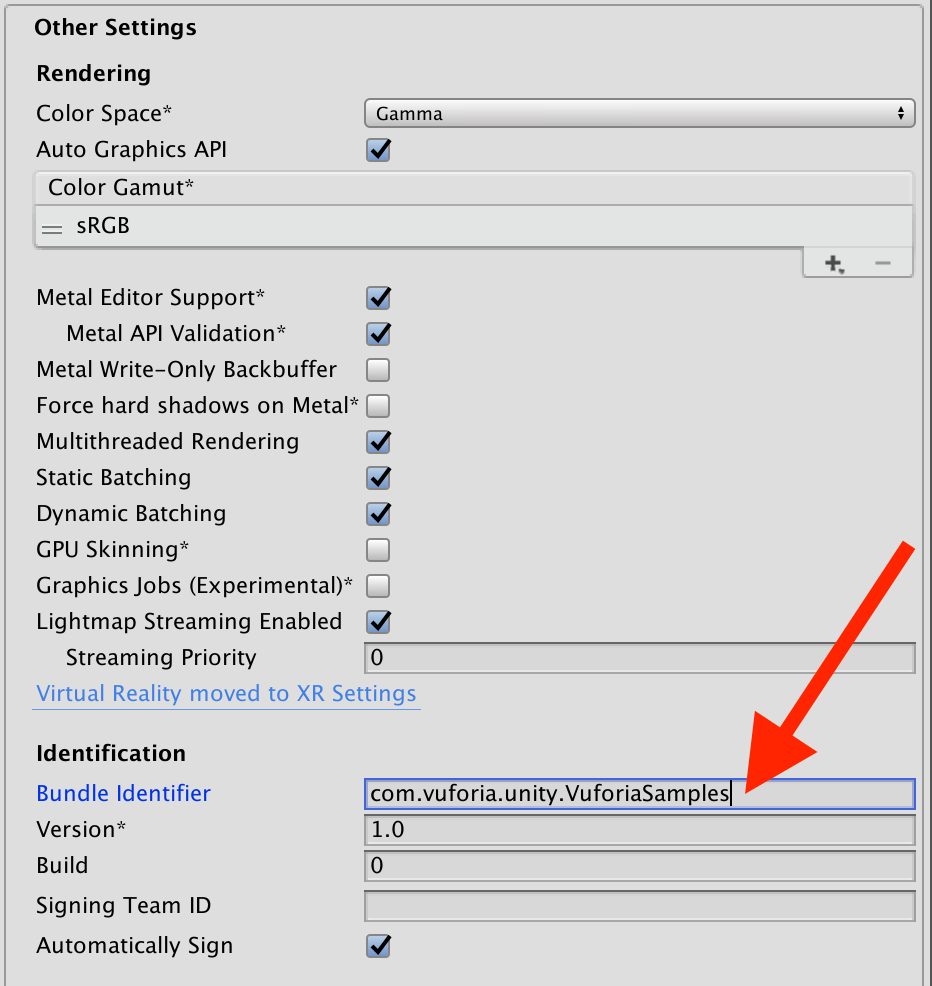 Other Settings
Rendering
Color Space* Gamma
Auto Graphics API
Color Gamut*
sRGB
Metal Editor Support*
Metal API Validation*
Metal Write-Only Backbuffer
Force hard shadows on Metal*
Multithreaded Rendering
Static Batching
Dynamic Batching
GPU Skinning*
Graphics Jobs (Experimental)*
Lightmap Streaming Enabled
Streaming Priority 0
Virtual Reality moved to XR Settings
Identification
Bundle Identifier com.vuforia.unity.VuforiaSamples
Version* 1.0
Build 0
Signing Team ID
Automatically Sign